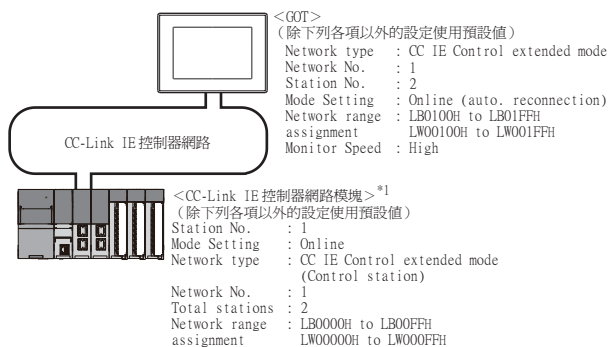 <GOT>
（除下列各項以外的設定使用預設值）
Network type : CC IE Control extended mode
Network No. : 1
Station No. : 2
Mode Setting : Online (auto. reconnection)
Network range : LB0100H to LB01FFH
assignment LW00100H to LW001FFH
Monitor Speed : High
CC-Link IE控制器網路
<CC-Link IE控制器網路模塊>*1
（除下列各項以外的設定使用預設值）
Station No. : 1
Mode Setting : Online
Network type : CC IE Control extended mode
(Control station)
Network No. : 1
Total stations : 2
Network range : LB0000H to LB00FFH
assignment LW00000H to LW000FFH